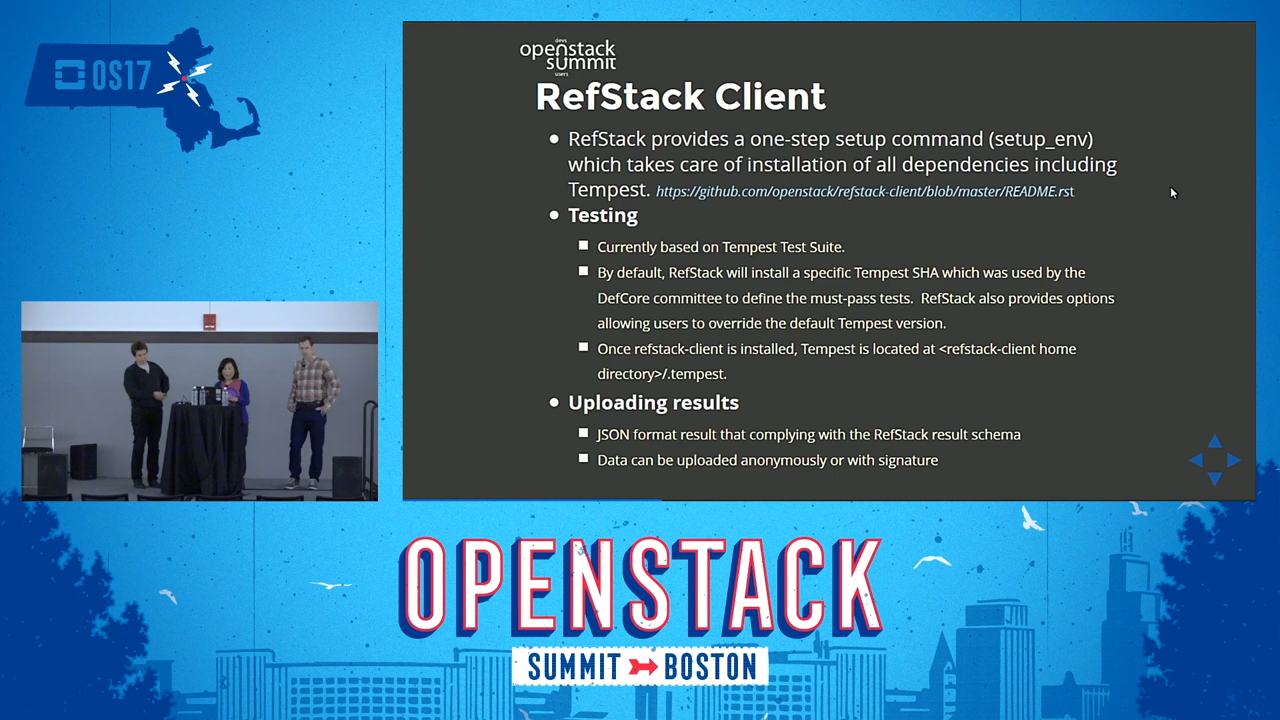 OS17
devs
openstack
summit
users
RefStack Client
RefStack provides a one-step setup command (setup_env)
which takes care of installation of all dependencies including
Tempest. https://github.com/openstack/refstack-client/blob/master/README.rst
Testing
Currently based on Tempest Test Suite.
By default, RefStack will install a specific Tempest SHA which was used by the
DefCore committee to define the must-pass tests. RefStack also provides options
allowing users to override the default Tempest version.
Once refstack-client is installed, Tempest is located at <refstack-client home
directory>/.tempest.
Uploading results
JSON format result that complying with the RefStack result schema
Data can be uploaded anonymously or with signature
OPENSTACK
SUMMIT BOSTON